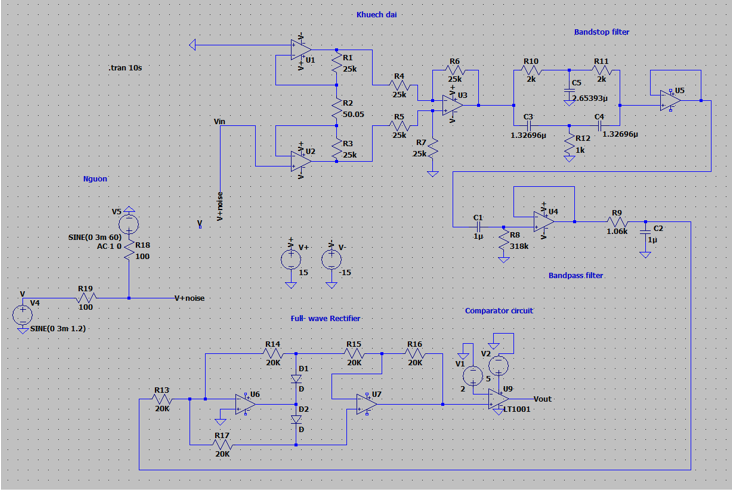 Khuech dai
Bandstop filter
.tran 10s
V-
U1
V+
R1
25k
R4
25k
R6
25k
V+
U3
V-
R10
2k
R11
2k
C5
2.65393µ
U5
R2
50.05
C3
1.32696µ
C4
1.32696µ
R12
1k
Vin
V+
U2
V-
R3
25k
R5
25k
R7
25k
Nguon
V+noise
V
V5
SINE(0 3m 60)
AC 1 0
R18
100
V+
V+
15
V-
V-
-15
C1
1µ
R8
318k
V+
U4
V-
R9
1.06k
C2
1µ
Bandpass filter
V
V4
SINE(0 3m 1.2)
R19
100
V+noise
Full- wave Rectifier
Comparator circuit
R14
20K
R15
20K
R16
20K
V1
2
V2
5
U9
LT1001
Vout
R13
20K
U6
D1
D
D2
D
U7
R17
20K